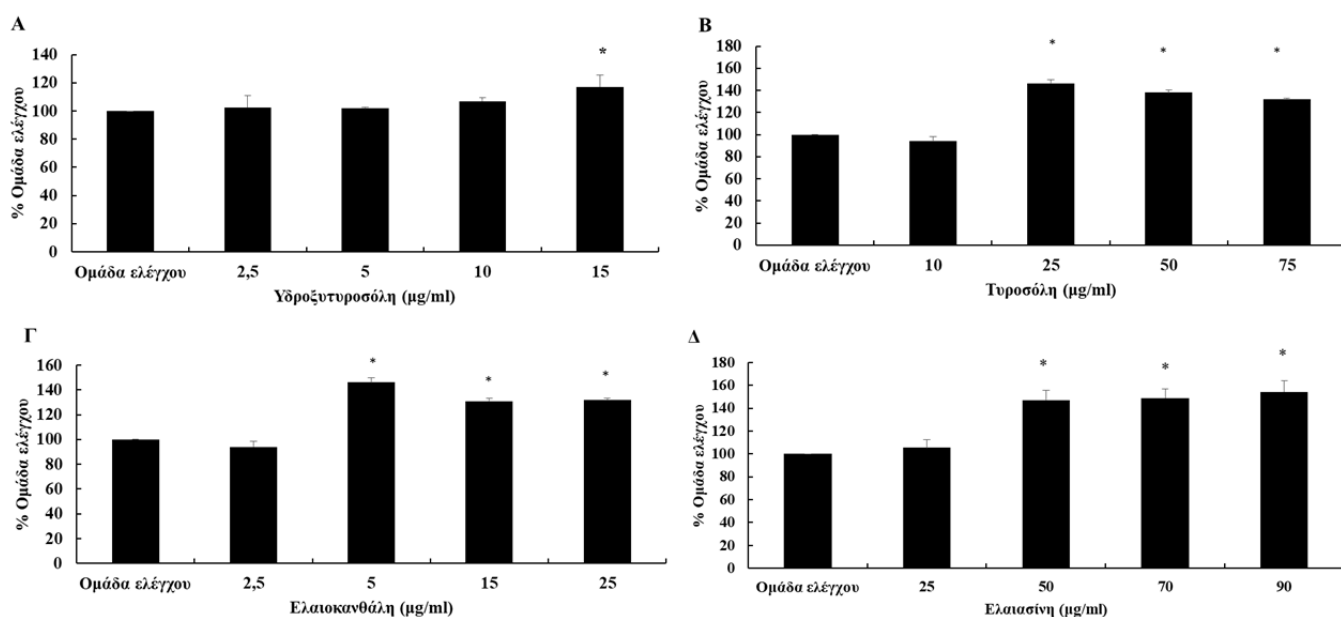 Α
% Ομάδα ελέγχου
140
120
100
80
60
40
20
0
*
Ομάδα ελέγχου 2,5 5 10 15
Υδροξυτυροσόλη (μg/ml)
Β
% Ομάδα ελέγχου
180
160
140
120
100
80
60
40
20
0
* * *
Ομάδα ελέγχου 10 25 50 75
Τυροσόλη (μg/ml)
Γ
% Ομάδα ελέγχου
160
140
120
100
80
60
40
20
0
* * *
Ομάδα ελέγχου 2,5 5 15 25
Ελαιοκανθάλη (μg/ml)
Δ
% Ομάδα ελέγχου
180
160
140
120
100
80
60
40
20
0
* * *
Ομάδα ελέγχου 25 50 70 90
Ελαιασίνη (μg/ml)